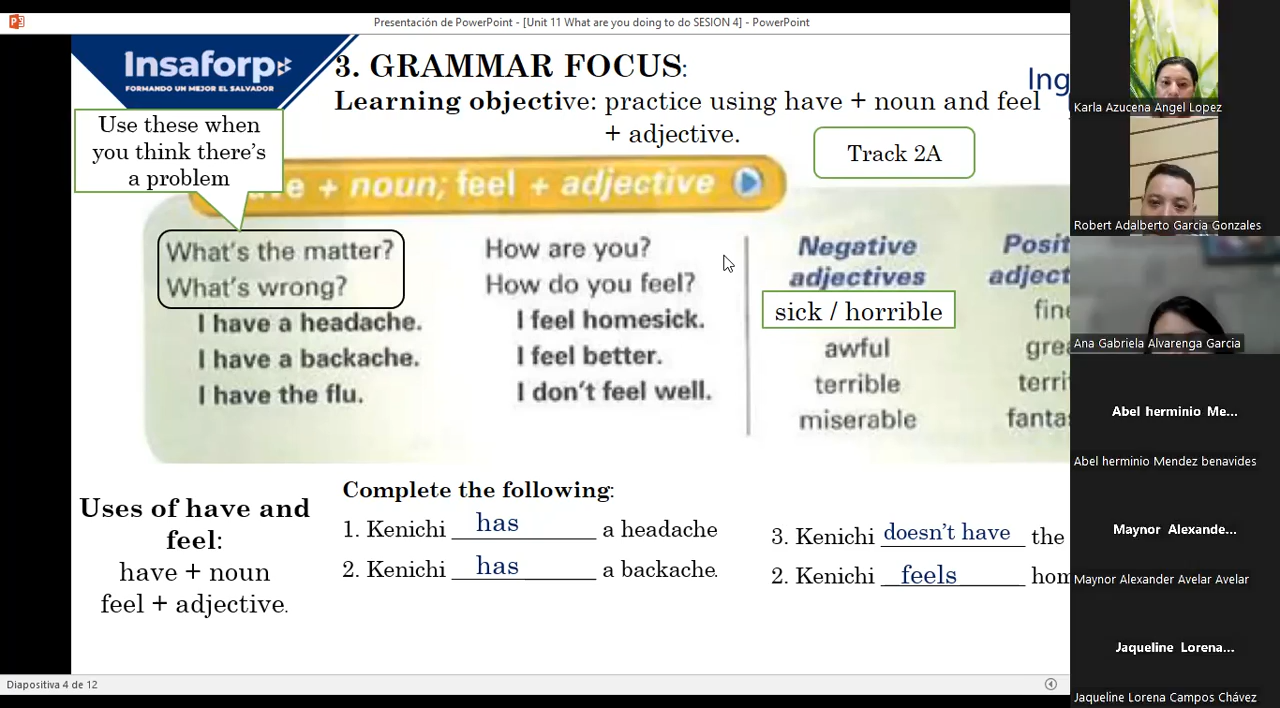 Presentación de PowerPoint - [Unit 11 What are you doing to do SESION 4] - PowerPoint
Insaforp
FORMANDO UN MEJOR EL SALVADOR
3. GRAMMAR FOCUS:
Ing
Learning objective: practice using have + noun and feel
+ adjective.
Use these when
you think there's
a problem
Track 2A
+ noun; feel + adjective
What's the matter?
What's wrong?
I have a headache.
I have a backache.
I have the flu.
How are you?
How do you feel?
I feel homesick.
I feel better.
I don't feel well.
Negative
adjectives
sick / horrible
awful
terrible
miserable
Posit
adject
fin
grea
terri
fanta
Uses of have and
feel:
have + noun
feel + adjective.
Complete the following:
1. Kenichi has a headache
2. Kenichi has a backache.
3. Kenichi doesn't have the
2. Kenichi feels hom
Diapositiva 4 de 12
Karla Azucena Angel Lopez
Robert Adalberto Garcia Gonzales
Ana Gabriela Alvarenga Garcia
Abel herminio Me...
Abel herminio Mendez benavides
Maynor Alexande...
Maynor Alexander Avelar Avelar
Jaqueline Lorena...
Jaqueline Lorena Campos Chávez